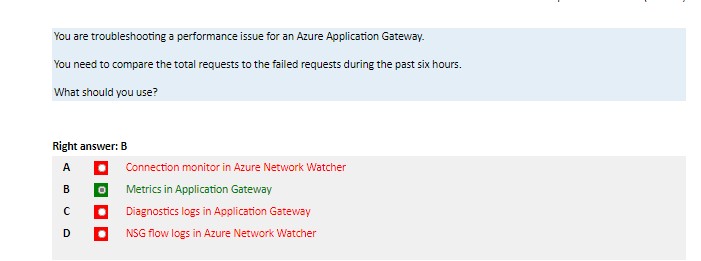 You are troubleshooting a performance issue for an Azure Application Gateway.
You need to compare the total requests to the failed requests during the past six hours.
What should you use?
Right answer: B
A Connection monitor in Azure Network Watcher
B Metrics in Application Gateway
C Diagnostics logs in Application Gateway
D NSG flow logs in Azure Network Watcher